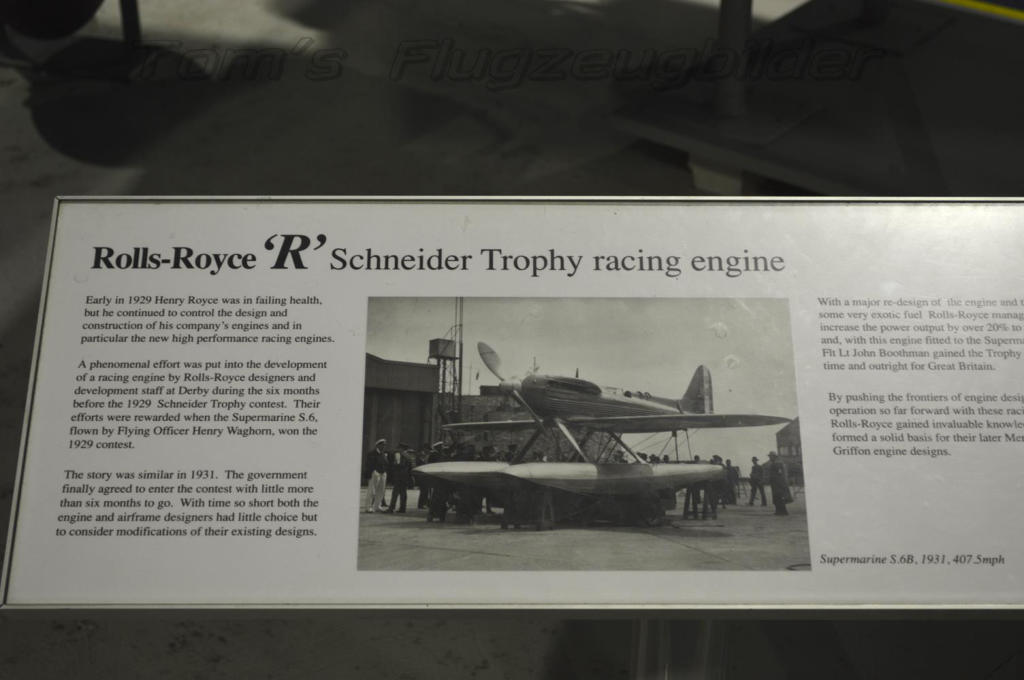 Tom's Flugzeugbilder
Rolls-Royce 'R' Schneider Trophy racing engine
Early in 1929 Henry Royce was in failing health,
but he continued to control the design and
construction of his company's engines and in
particular the new high performance racing engines.
A phenomenal effort was put into the development
of a racing engine by Rolls-Royce designers and
development staff at Derby during the six months
before the 1929 Schneider Trophy contest. Their
efforts were rewarded when the Supermarine S.6,
flown by Flying Officer Henry Waghorn, won the
1929 contest.
The story was similar in 1931. The government
finally agreed to enter the contest with little more
than six months to go. With time so short both the
engine and airframe designers had little choice but
to consider modifications of their existing designs.
With a major re-design of the engine and
some very exotic fuel Rolls-Royce
increase the power output by over 20% to
and, with this engine fitted to the
Flt Lt John Boothman gained the Trophy
time and outright for Great Britain.
By pushing the frontiers of engine
operation so far forward with these
Rolls-Royce gained invaluable
formed a solid basis for their later
Griffon engine designs.
Supermarine S.6B, 1931, 407.5mph